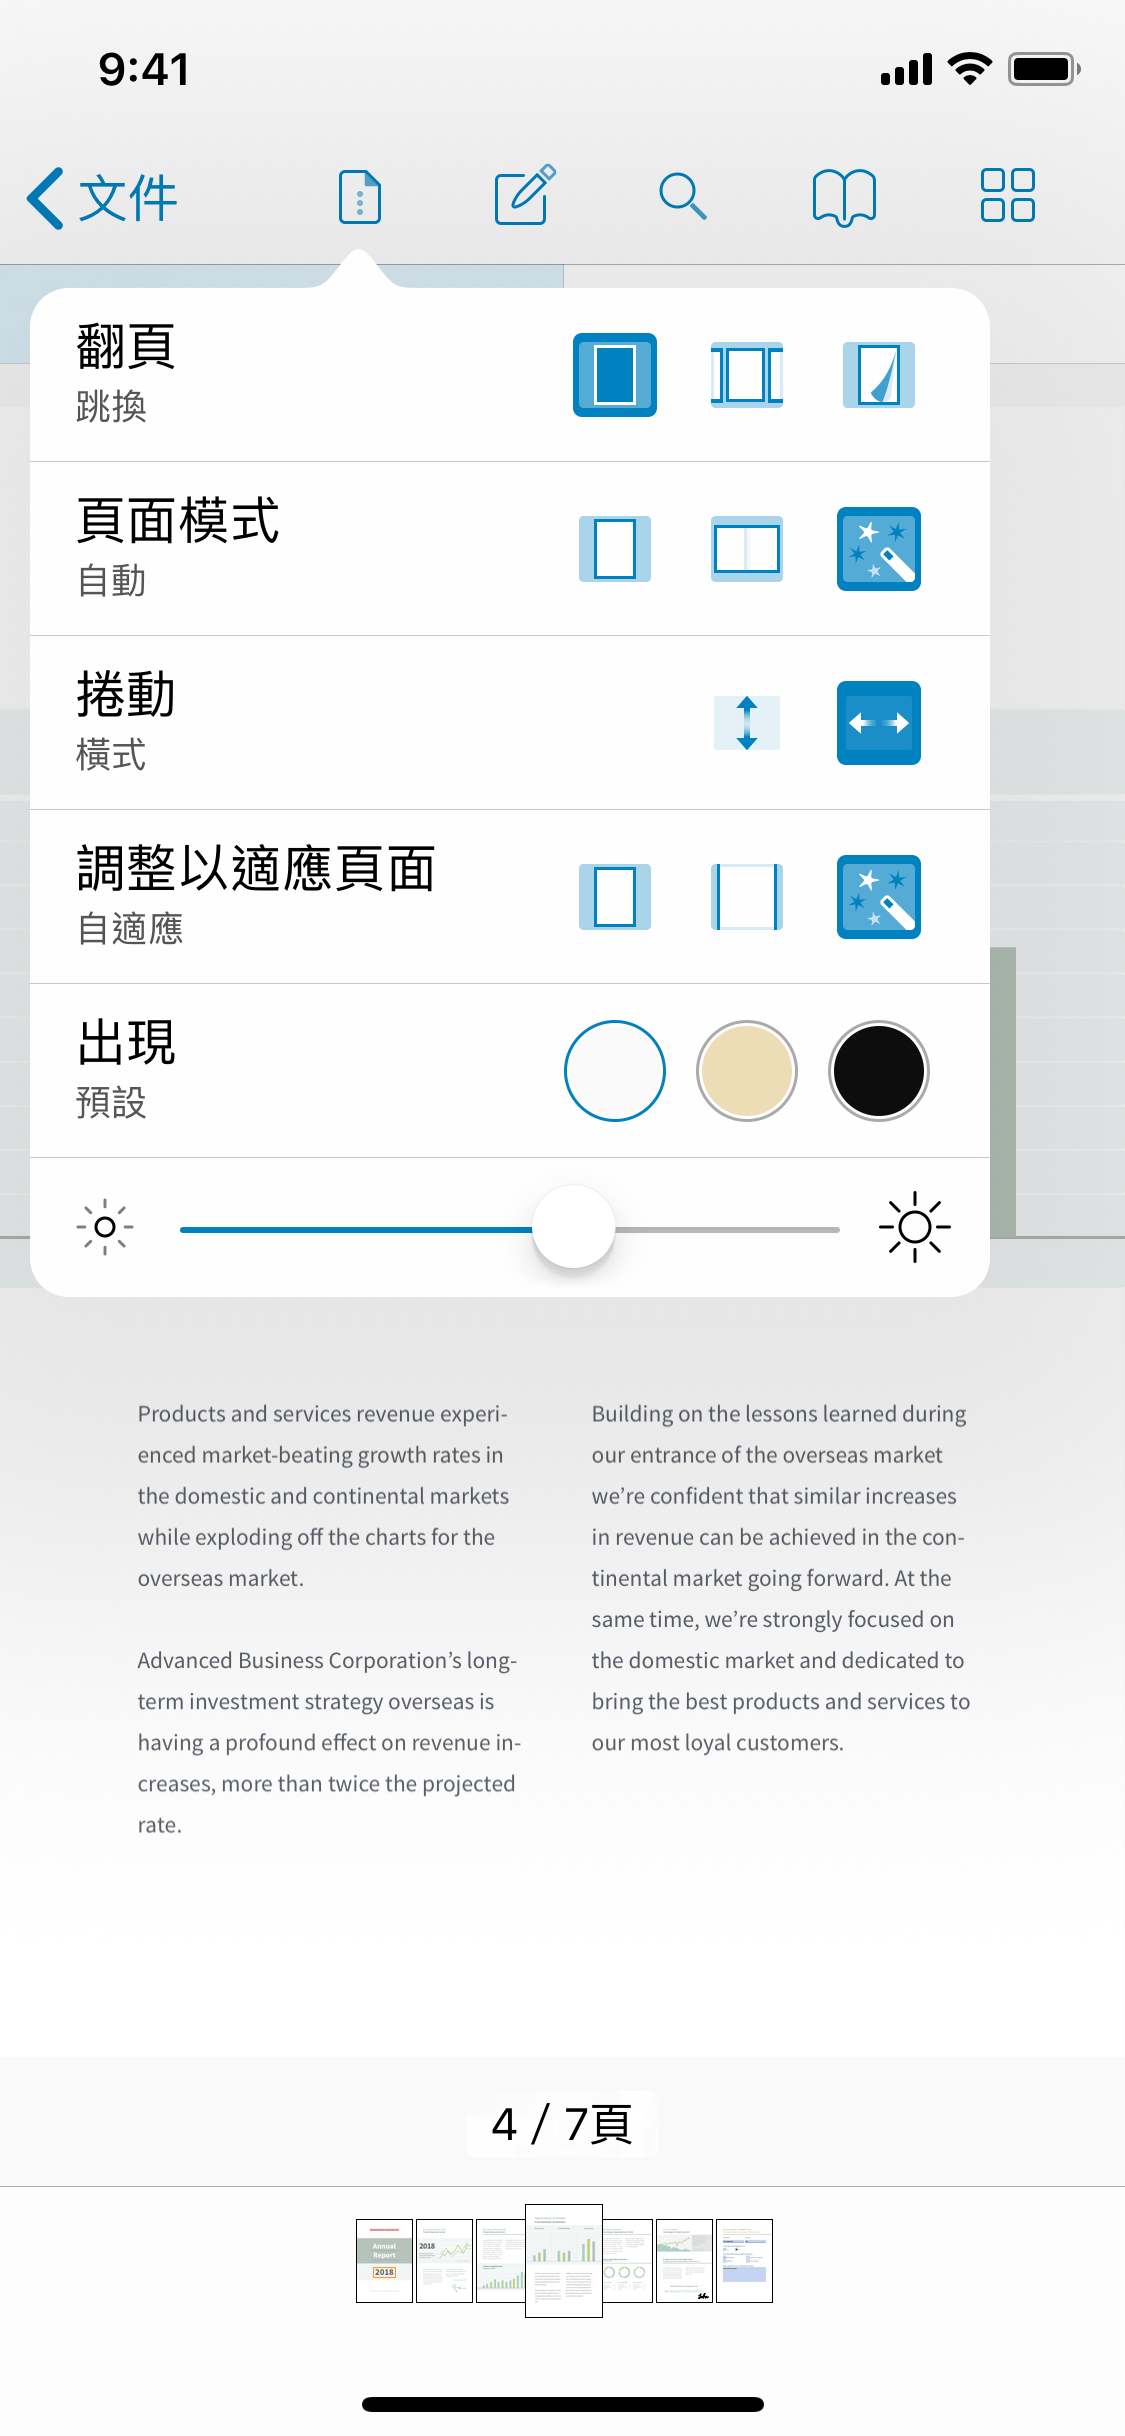 9:41
文件
翻頁
跳換
頁面模式
自動
捲動
橫式
調整以適應頁面
自適應
出現
預設
Products and services revenue experi-
enced market-beating growth rates in
the domestic and continental markets
while exploding off the charts for the
overseas market.
Advanced Business Corporation’s long-
term investment strategy overseas is
having a profound effect on revenue in-
creases, more than twice the projected
rate.
Building on the lessons learned during
our entrance of the overseas market
we’re confident that similar increases
in revenue can be achieved in the con-
tinental market going forward. At the
same time, we’re strongly focused on
the domestic market and dedicated to
bring the best products and services to
our most loyal customers.
4 / 7頁
Annual
Report
2018
2018